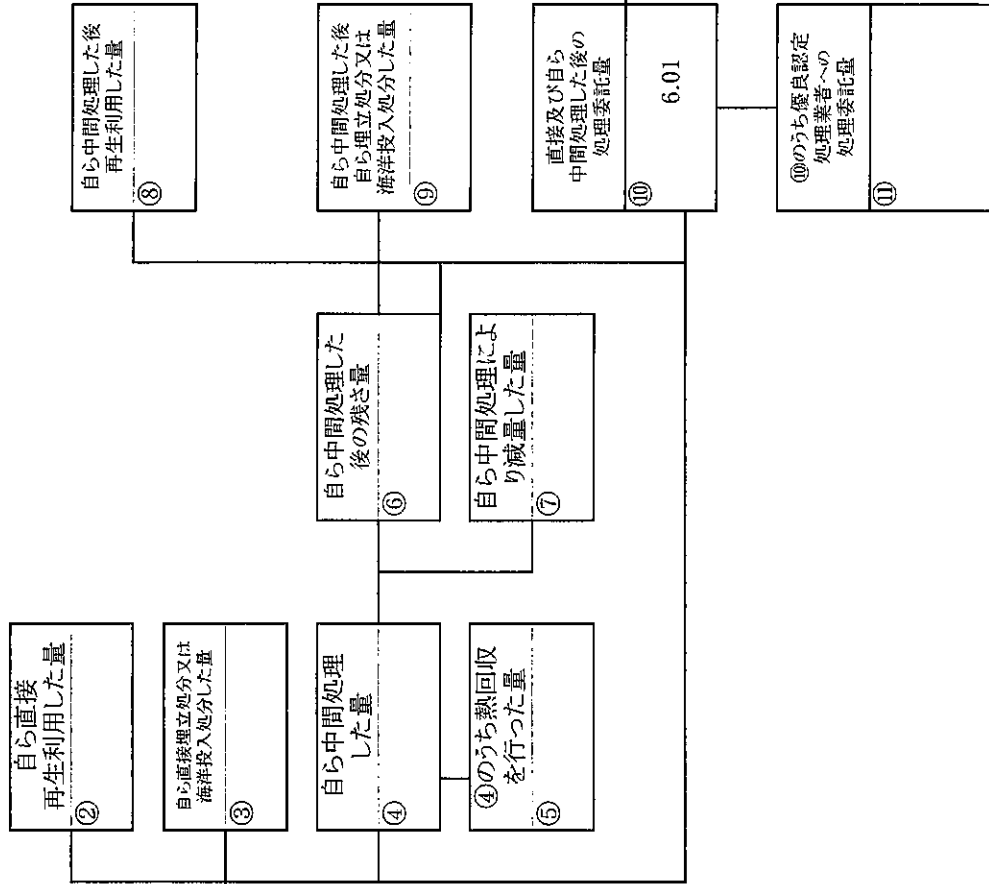 自ら直接
再生利用した量
②
自ら直接埋立処分又は
海洋投入処分した量
③
自ら中間処理
した量
④
④のうち熱回収
を行った量
⑤
自ら中間処理した
後の残さ量
⑥
自ら中間処理によ
り減量した量
⑦
自ら中間処理した後
再生利用した量
⑧
自ら中間処理した後
自ら埋立処分又は
海洋投入処分した量
⑨
直接及び自ら
中間処理した後の
処理委託量
⑩
6.01
⑩のうち優良認定
処理業者への
処理委託量
⑪